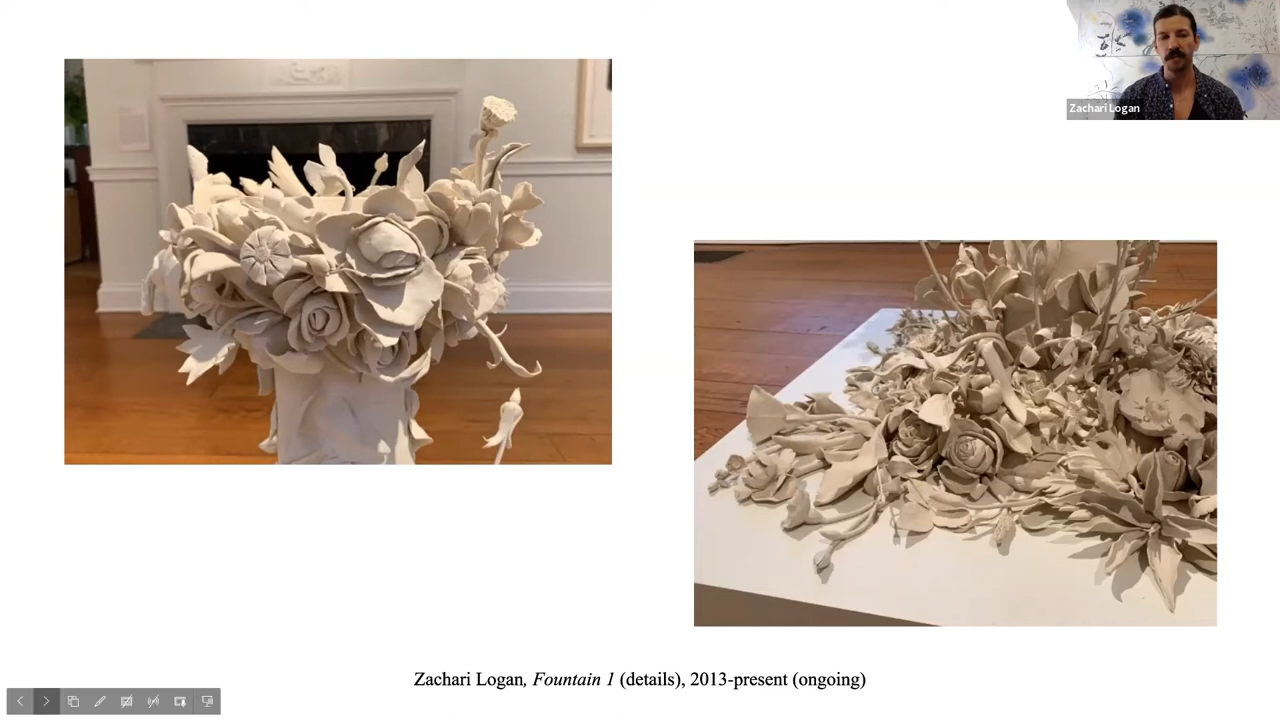 Zachari Logan
Zachari Logan, Fountain 1 (details), 2013-present (ongoing)